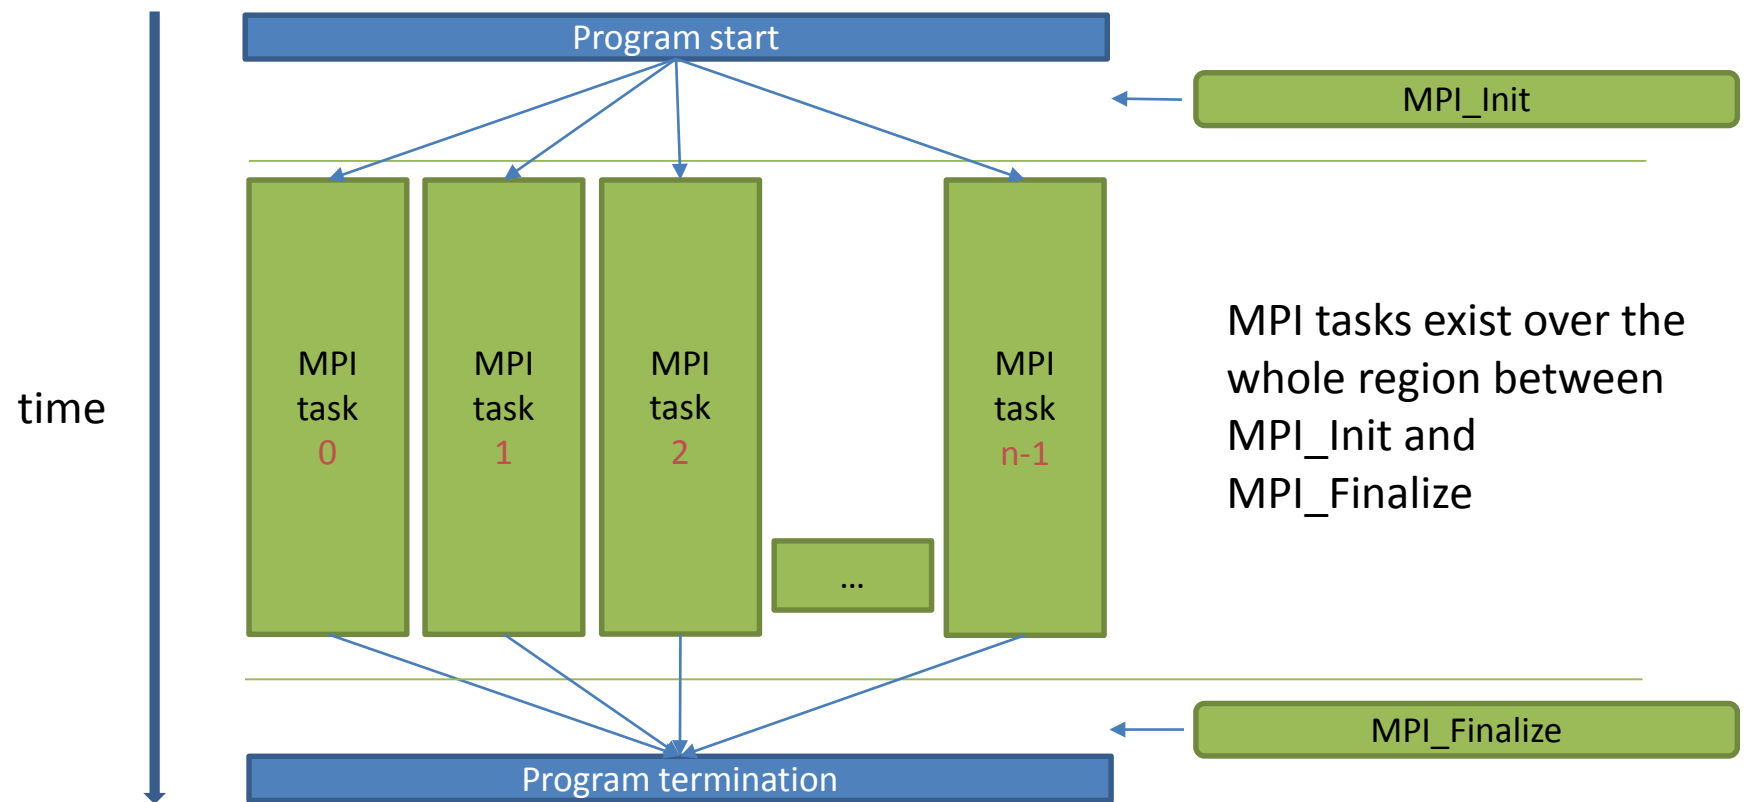 Program start
MPI_Init
MPI
task
0
MPI
task
1
MPI
task
2
...
MPI
task
n-1
time
MPI tasks exist over the
whole region between
MPI_Init and
MPI_Finalize
MPI_Finalize
Program termination